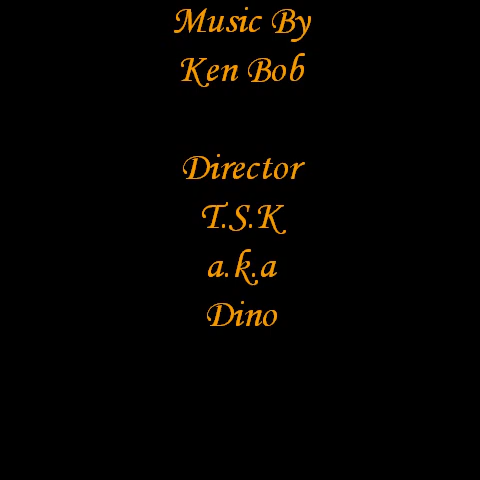 Music By
Ken Bob
Director
T.S.K
a.k.a
Dino